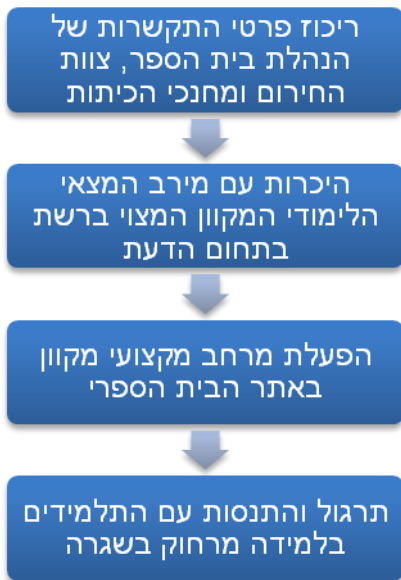 ריכוז פרטי התקשרות של
הנהלת בית הספר, צוות
החירום ומחנכי הכיתות
היכרות עם מירב המצאי
הלימודי המקוון המצוי ברשת
בתחום הדעת
הפעלת מרחב מקצועי מקוון
באתר הבית הספרי
תרגול והתנסות עם התלמידים
בלמידה מרחוק בשגרה